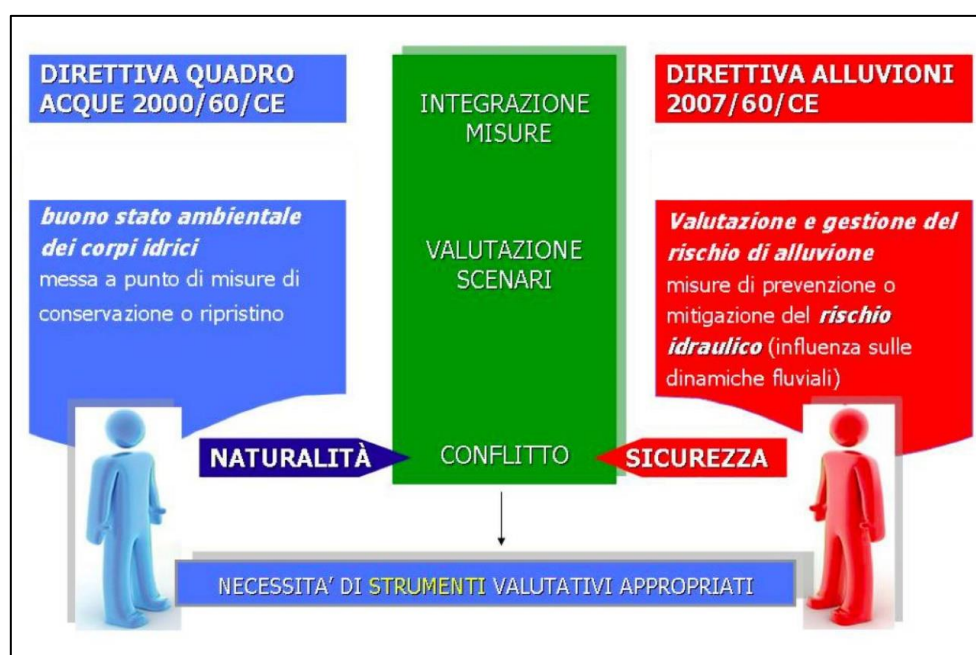 DIRETTIVA QUADRO
ACQUE 2000/60/CE
buono stato ambientale
dei corpi idrici
messa a punto di misure di
conservazione o ripristino
NATURALITÀ
INTEGRAZIONE
MISURE
VALUTAZIONE
SCENARI
CONFLITTO
DIRETTIVA ALLUVIONI
2007/60/CE
Valutazione e gestione del
rischio di alluvione
misure di prevenzione o
mitigazione del rischio
idraulico (influenza sulle
dinamiche fluviali)
SICUREZZA
NECESSITA' DI STRUMENTI VALUTATIVI APPROPRIATI